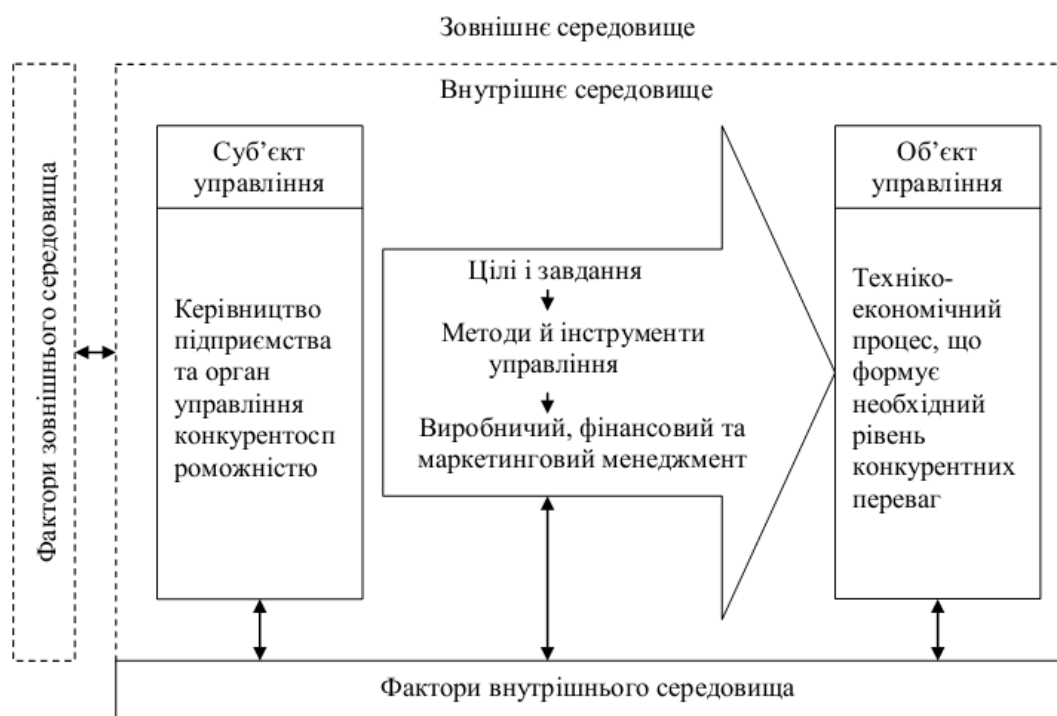 Зовнішнє середовище
Фактори зовнішнього середовища
Внутрішнє середовище
Суб’єкт
управління
Керівництво
підприємства
та орган
управління
конкурентосп
роможністю
Цілі і завдання
Методи й інструменти
управління
Виробничий, фінансовий та
маркетинговий менеджмент
Об’єкт
управління
Техніко-
економічний
процес, що
формує
необхідний
рівень
конкурентних
переваг
Фактори внутрішнього середовища